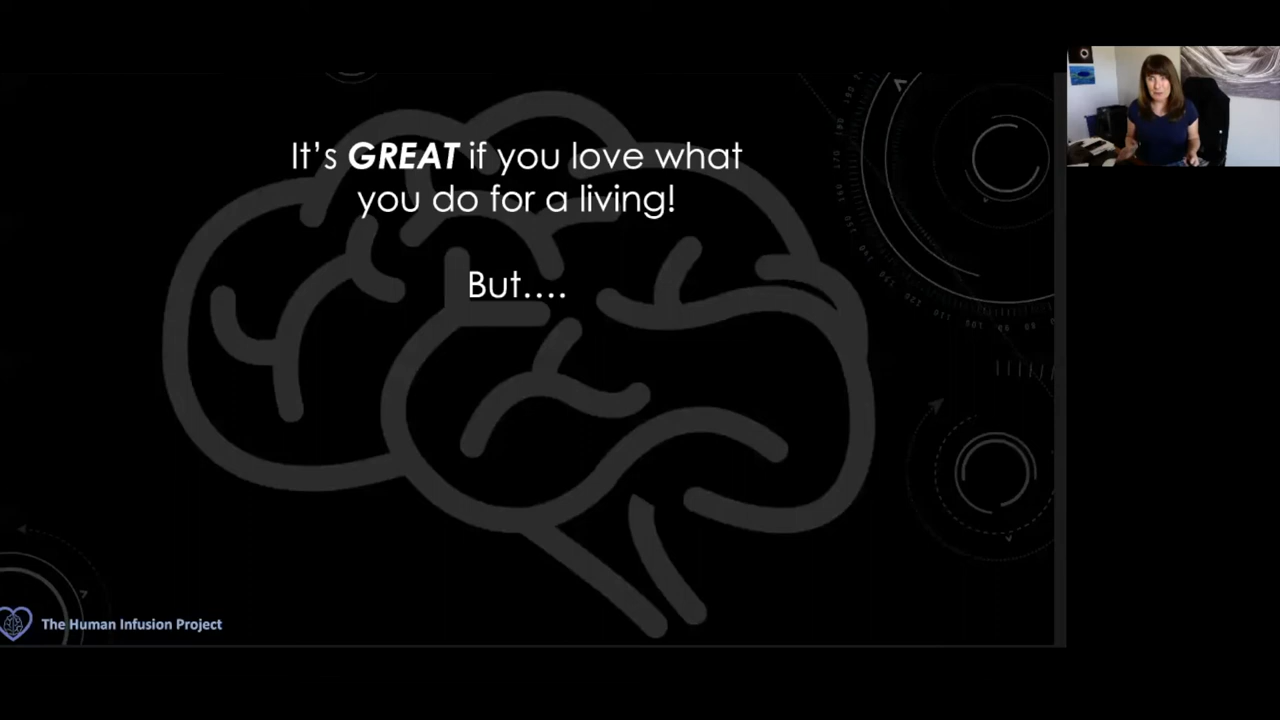 It's GREAT if you love what
you do for a living!
But....
The Human Infusion Project